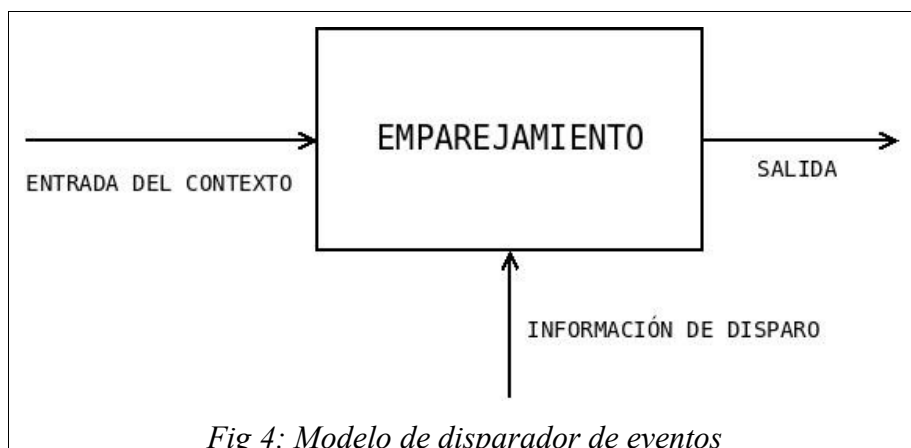 EMPAREJAMIENTO
ENTRADA DEL CONTEXTO
SALIDA
INFORMACIÓN DE DISPARO
Fig 4: Modelo de disparador de eventos